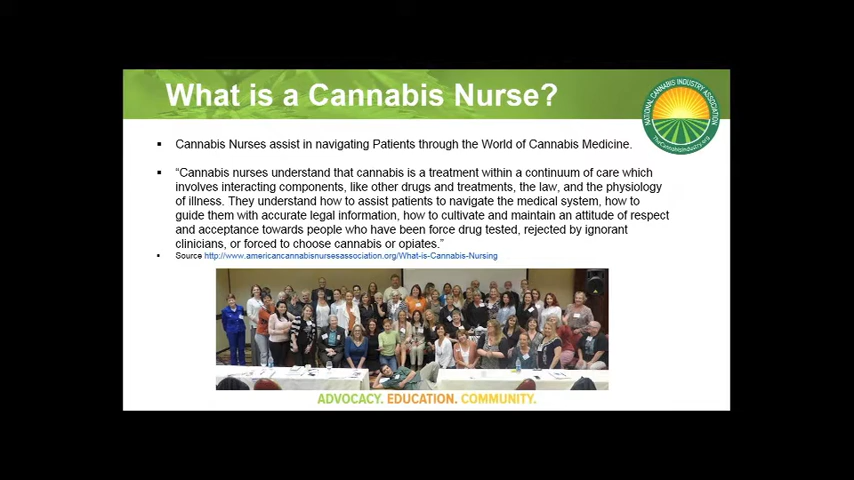 What is a Cannabis Nurse?
NATIONAL CANNABIS INDUSTRY ASSOCIATION
TheCannabisIndustry.org
▪ Cannabis Nurses assist in navigating Patients through the World of Cannabis Medicine.
▪ “Cannabis nurses understand that cannabis is a treatment within a continuum of care which
involves interacting components, like other drugs and treatments, the law, and the physiology
of illness. They understand how to assist patients to navigate the medical system, how to
guide them with accurate legal information, how to cultivate and maintain an attitude of respect
and acceptance towards people who have been force drug tested, rejected by ignorant
clinicians, or forced to choose cannabis or opiates.”
▪ Source http://www.americancannabisnursesassociation.org/What-is-Cannabis-Nursing
ADVOCACY. EDUCATION. COMMUNITY.